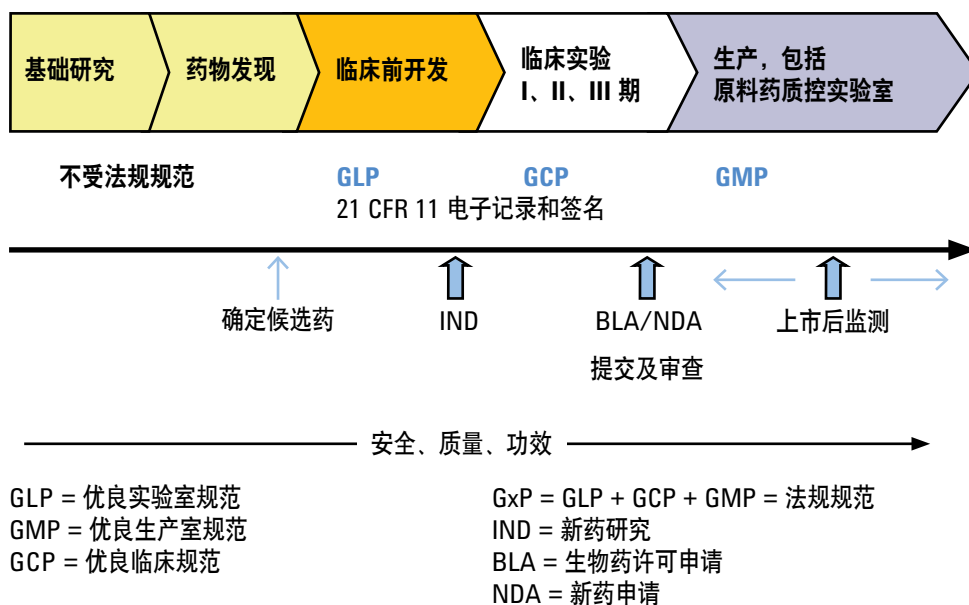 基础研究
药物发现
临床前开发
临床实验
I、II、III 期
生产，包括
原料药质控实验室
不受法规规范
GLP
GCP
GMP
21 CFR 11 电子记录和签名
确定候选药
IND
BLA/NDA
提交及审查
上市后监测
安全、质量、功效
GLP = 优良实验室规范
GMP = 优良生产室规范
GCP = 优良临床规范
GxP = GLP + GCP + GMP = 法规规范
IND = 新药研究
BLA = 生物药许可申请
NDA = 新药申请